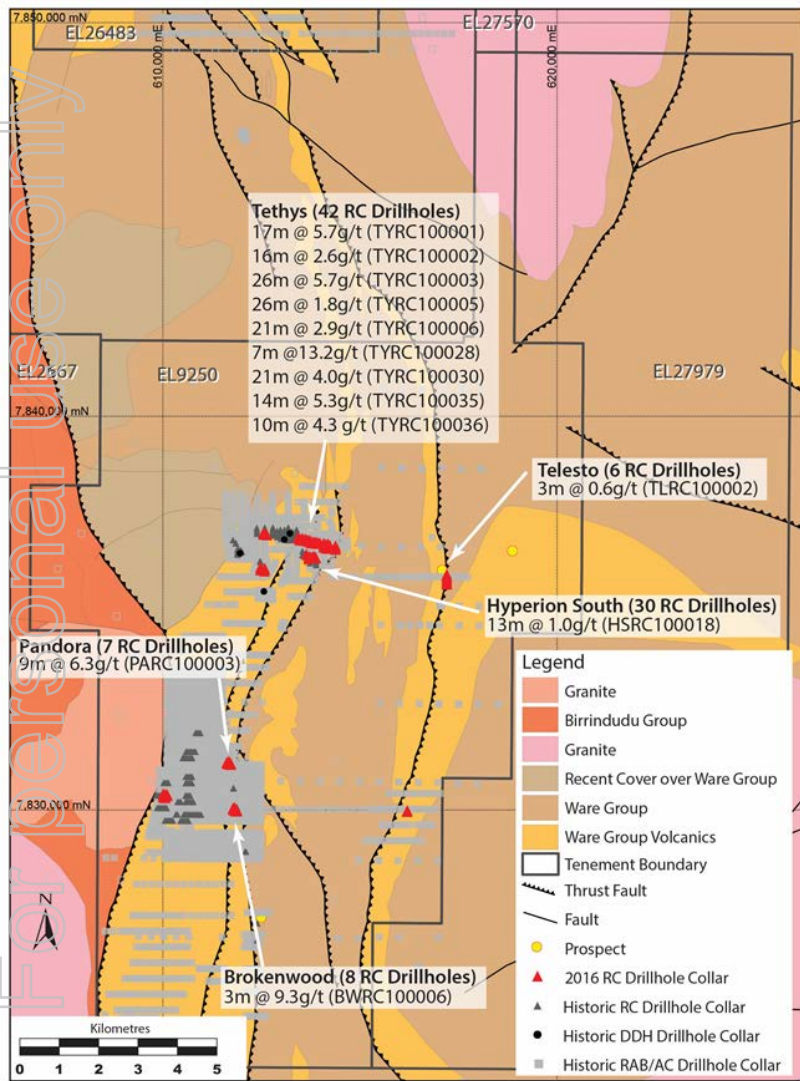 7,850,000 mN
EL26483
EL27570
610,000 mE
620,000 mE
For personal use only
Tethys (42 RC Drillholes)
17m @ 5.7g/t (TYRC100001)
16m @ 2.6g/t (TYRC100002)
26m @ 5.7g/t (TYRC100003)
26m @ 1.8g/t (TYRC100005)
21m @ 2.9g/t (TYRC100006)
7m @13.2g/t (TYRC100028)
21m @ 4.0g/t (TYRC100030)
14m @ 5.3g/t (TYRC100035)
10m @ 4.3 g/t (TYRC100036)
EL2667
EL9250
EL27979
7,840,000 mN
Telesto (6 RC Drillholes)
3m @ 0.6g/t (TLRC100002)
Hyperion South (30 RC Drillholes)
13m @ 1.0g/t (HSRC100018)
Pandora (7 RC Drillholes)
9m @ 6.3g/t (PARC100003)
7,830,000 mN
Brokenwood (8 RC Drillholes)
3m @ 9.3g/t (BWRC100006)
Legend
Granite
Birrindudu Group
Granite
Recent Cover over Ware Group
Ware Group
Ware Group Volcanics
Tenement Boundary
Thrust Fault
Fault
Prospect
2016 RC Drillhole Collar
Historic RC Drillhole Collar
Historic DDH Drillhole Collar
Historic RAB/AC Drillhole Collar
N
Kilometres
0 1 2 3 4 5